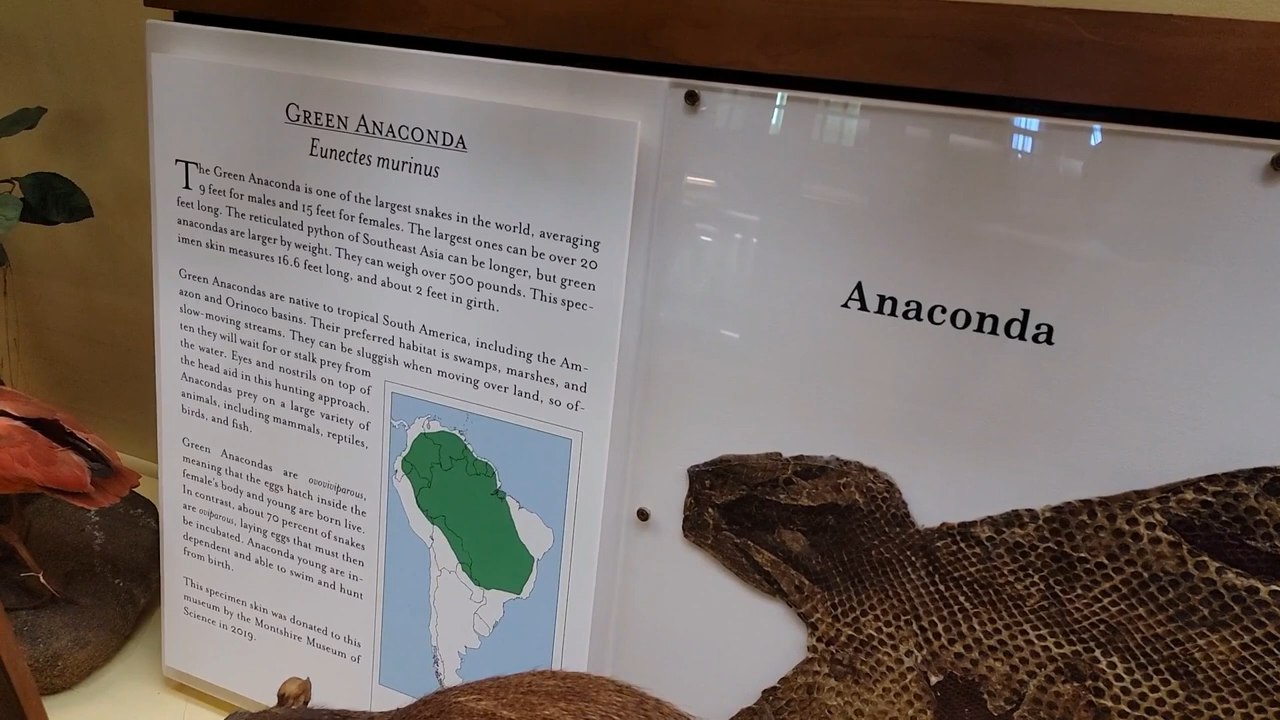 GREEN ANACONDA
Eunectes murinus
The Green Anaconda is one of the largest snakes in the world, averaging
9 feet for males and 15 feet for females. The largest ones can be over 20
feet long. The reticulated python of Southeast Asia can be longer, but green
anacondas are larger by weight. They can weigh over 500 pounds. This spec-
imen skin measures 16.6 feet long, and about 2 feet in girth.
Green Anacondas are native to tropical South America, including the Am-
azon and Orinoco basins. Their preferred habitat is swamps, marshes, and
slow-moving streams. They can be sluggish when moving over land, so of-
ten they will wait for or stalk prey from
the water. Eyes and nostrils on top of
the head aid in this hunting approach.
Anacondas prey on a large variety of
animals, including mammals, reptiles,
birds, and fish.
Green Anacondas are ovoviviparous,
meaning that the eggs hatch inside the
female's body and young are born live.
In contrast, about 70 percent of snakes
are oviparous, laying eggs that must then
be incubated. Anaconda young are in-
dependent and able to swim and hunt
from birth.
This specimen skin was donated to this
museum by the Montshire Museum of
Science in 2019.
Anaconda